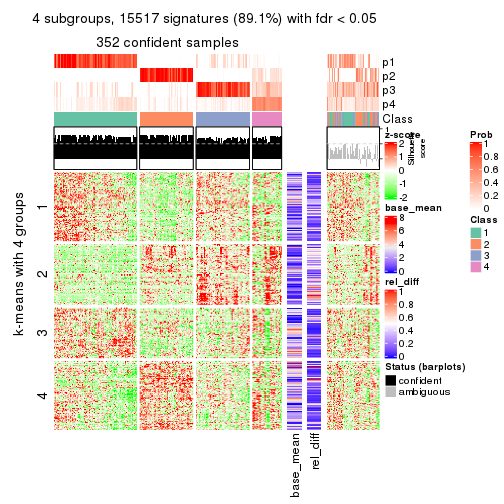 4 subgroups, 15517 signatures (89.1%) with fdr < 0.05
352 confident samples
p1
p2
p3
p4
Class
1
Silhouette
score
k-means with 4 groups
1
2
3
4
base_mean
rel_diff
z-score
2
1
0
-1
-2
base_mean
8
6
4
2
0
rel_diff
1
0.8
0.6
0.4
0.2
0
Status (barplots)
confident
ambiguous
Prob
1
0.8
0.6
0.4
0.2
0
Class
1
2
3
4